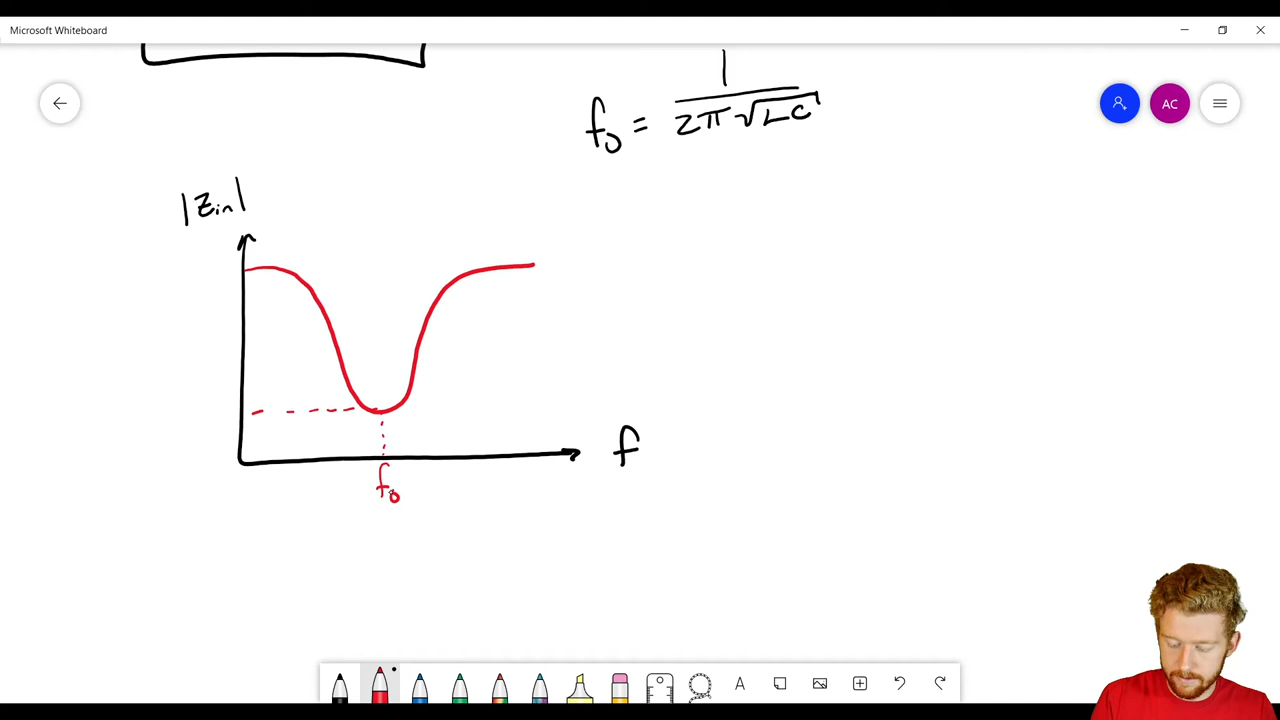 Microsoft Whiteboard
AC
f₀ = 1 / 2π√LC
|Zin|
f
f₀
A